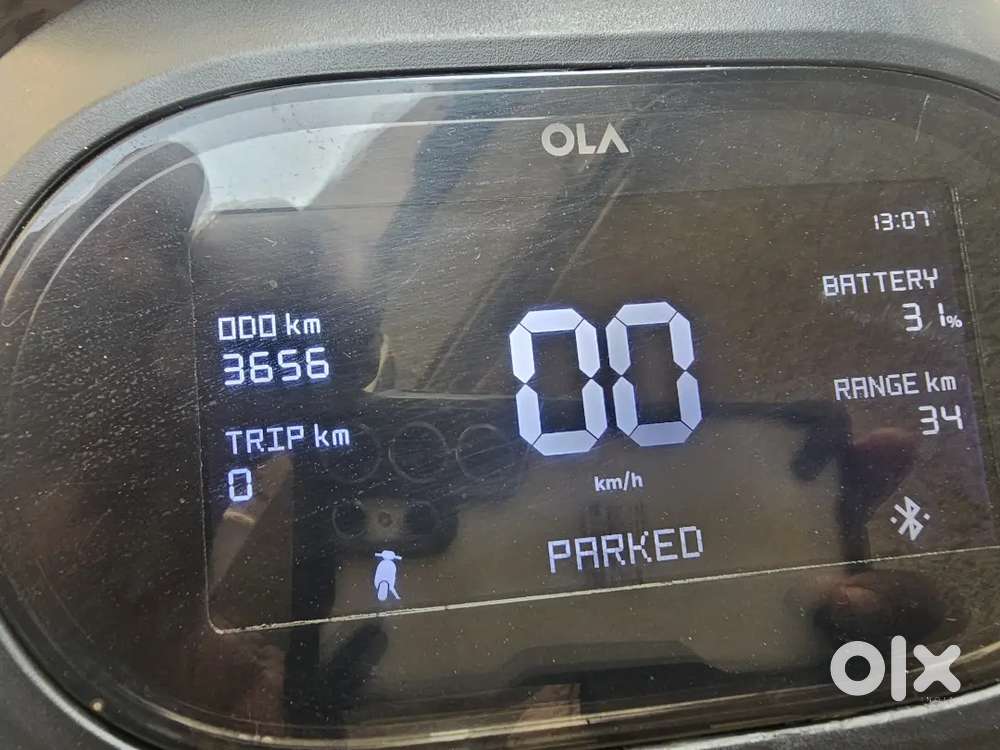 OLA
13:07
BATTERY
31%
ODO km
3656
RANGE km
34
TRIP km
0
00
km/h
PARKED
olx